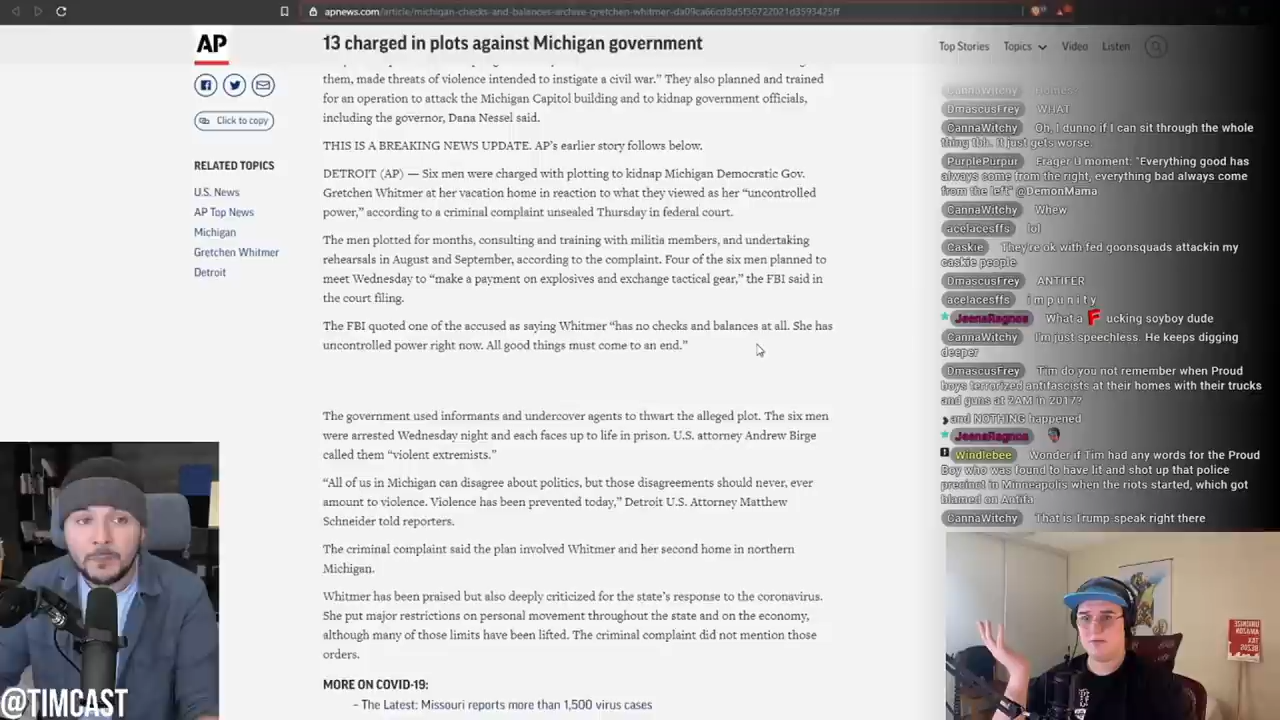 apnews.com/article/michigan-checks-and-balances-archive-gretchen-whitmer-da09ca66cd8d5f36722021d3593425ff
AP
13 charged in plots against Michigan government
Top Stories Topics Video Listen
them, made threats of violence intended to instigate a civil war.” They also planned and trained
for an operation to attack the Michigan Capitol building and to kidnap government officials,
including the governor, Dana Nessel said.
Click to copy
THIS IS A BREAKING NEWS UPDATE. AP’s earlier story follows below.
RELATED TOPICS
U.S. News
AP Top News
Michigan
Gretchen Whitmer
Detroit
DETROIT (AP) — Six men were charged with plotting to kidnap Michigan Democratic Gov.
Gretchen Whitmer at her vacation home in reaction to what they viewed as her “uncontrolled
power,” according to a criminal complaint unsealed Thursday in federal court.
The men plotted for months, consulting and training with militia members, and undertaking
rehearsals in August and September, according to the complaint. Four of the six men planned to
meet Wednesday to “make a payment on explosives and exchange tactical gear,” the FBI said in
the court filing.
The FBI quoted one of the accused as saying Whitmer “has no checks and balances at all. She has
uncontrolled power right now. All good things must come to an end.”
The government used informants and undercover agents to thwart the alleged plot. The six men
were arrested Wednesday night and each faces up to life in prison. U.S. attorney Andrew Birge
called them “violent extremists.”
“All of us in Michigan can disagree about politics, but those disagreements should never, ever
amount to violence. Violence has been prevented today,” Detroit U.S. Attorney Matthew
Schneider told reporters.
The criminal complaint said the plan involved Whitmer and her second home in northern
Michigan.
Whitmer has been praised but also deeply criticized for the state’s response to the coronavirus.
She put major restrictions on personal movement throughout the state and on the economy,
although many of those limits have been lifted. The criminal complaint did not mention those
orders.
MORE ON COVID-19:
– The Latest: Missouri reports more than 1,500 virus cases
CannaWitchy Homes?
DmascusFrey WHAT
CannaWitchy Oh, I dunno if I can sit through the whole
thing tbh. It just gets worse.
PurplePurpur Erager U moment: "Everything good has
always come from the right, everything bad always come
from the left" @DemonMama
CannaWitchy Whew
acelacesffs lol
Caskie They're ok with fed goonsquads attackin my
caskie people
DmascusFrey ANTIFER
acelacesffs i m p u n i t y
JeenaRagnos What a F ucking soyboy dude
CannaWitchy I'm just speechless. He keeps digging
deeper
DmascusFrey Tim do you not remember when Proud
boys terrorized antifascists at their homes with their trucks
and guns at 2AM in 2017?
and NOTHING happened
JeenaRagnos
Windlebee Wonder if Tim had any words for the Proud
Boy who was found to have lit and shot up that police
precinct in Minneapolis when the riots started, which got
blamed on Antifa
CannaWitchy That is Trump-speak right there
@TIMCAST
ORGANIZE
AMAZON
TAX
BEZOS